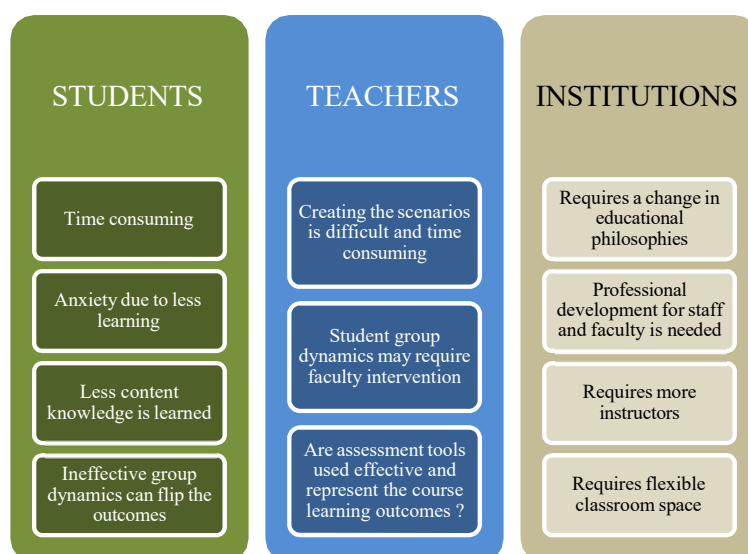 STUDENTS
Time consuming
Anxiety due to less
learning
Less content
knowledge is learned
Ineffective group
dynamics can flip the
outcomes
TEACHERS
Creating the scenarios
is difficult and time
consuming
Student group
dynamics may require
faculty intervention
Are assessment tools
used effective and
represent the course
learning outcomes ?
INSTITUTIONS
Requires a change in
educational
philosophies
Professional
development for staff
and faculty is needed
Requires more
instructors
Requires flexible
classroom space